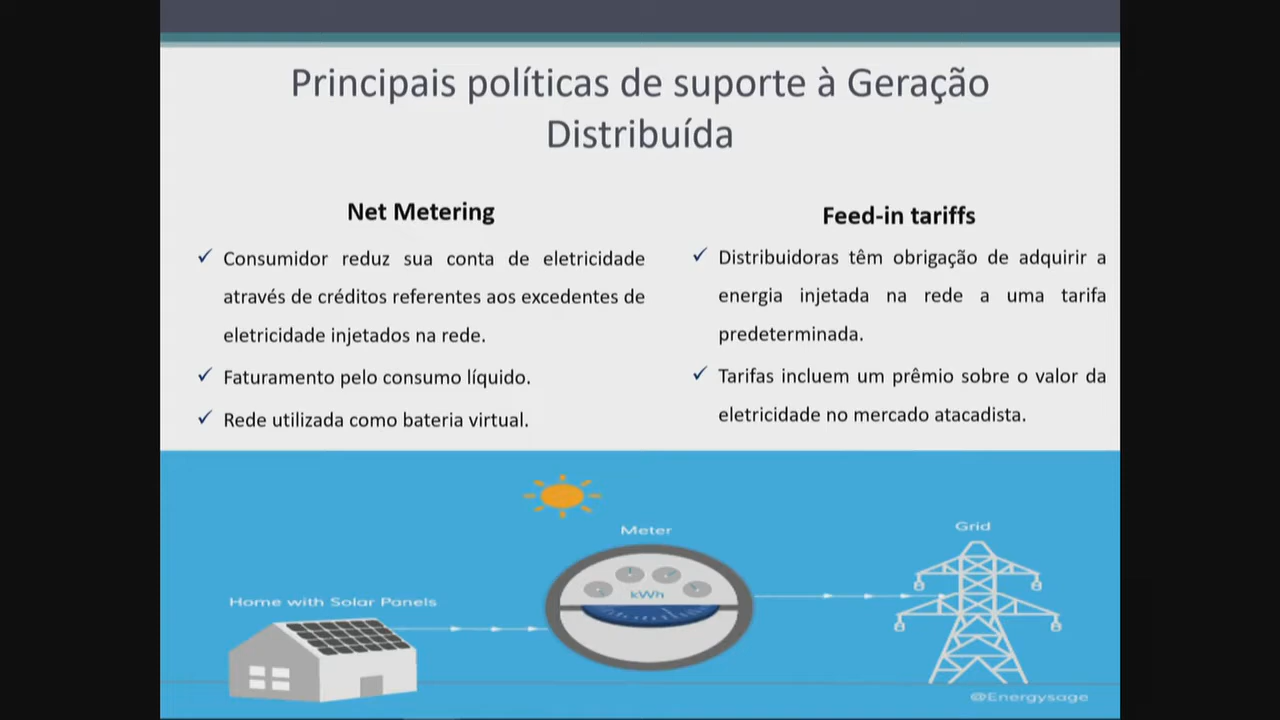 Principais políticas de suporte à Geração
Distribuída
Net Metering
Consumidor reduz sua conta de eletricidade
através de créditos referentes aos excedentes de
eletricidade injetados na rede.
Faturamento pelo consumo líquido.
Rede utilizada como bateria virtual.
Feed-in tariffs
Distribuidoras têm obrigação de adquirir a
energia injetada na rede a uma tarifa
predeterminada.
Tarifas incluem um prêmio sobre o valor da
eletricidade no mercado atacadista.
Home with Solar Panels
Meter
kWh
Grid
@Energysage